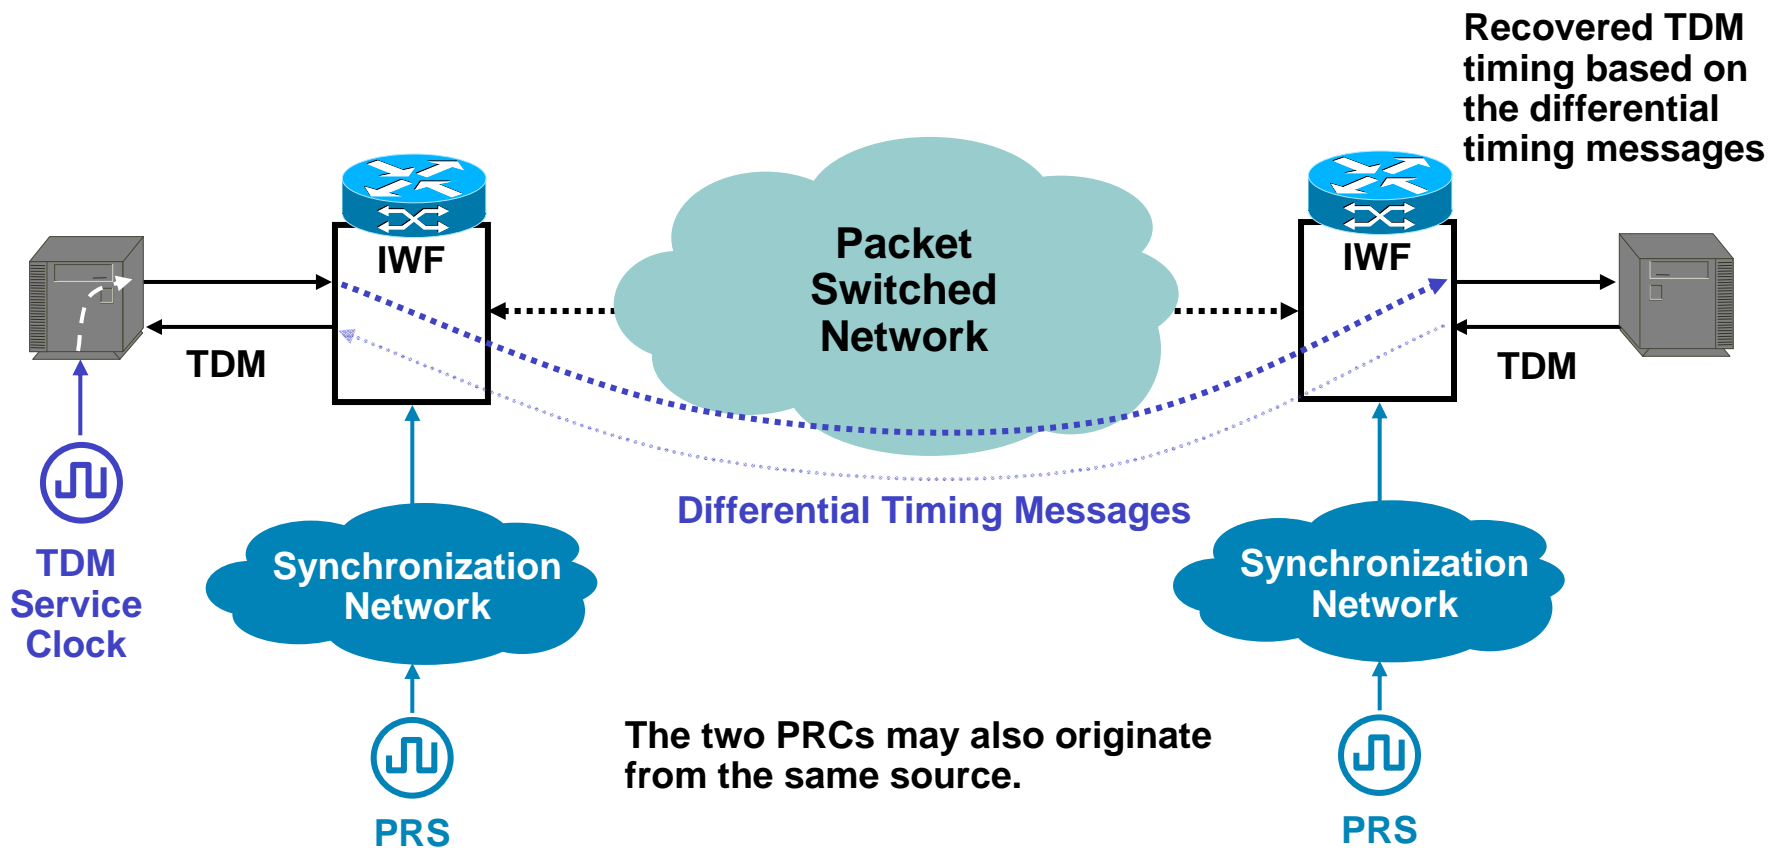 Recovered TDM
timing based on
the differential
timing messages
IWF
Packet
Switched
Network
IWF
TDM
TDM
Differential Timing Messages
TDM
Service
Clock
Synchronization
Network
Synchronization
Network
The two PRCs may also originate
from the same source.
PRS
PRS